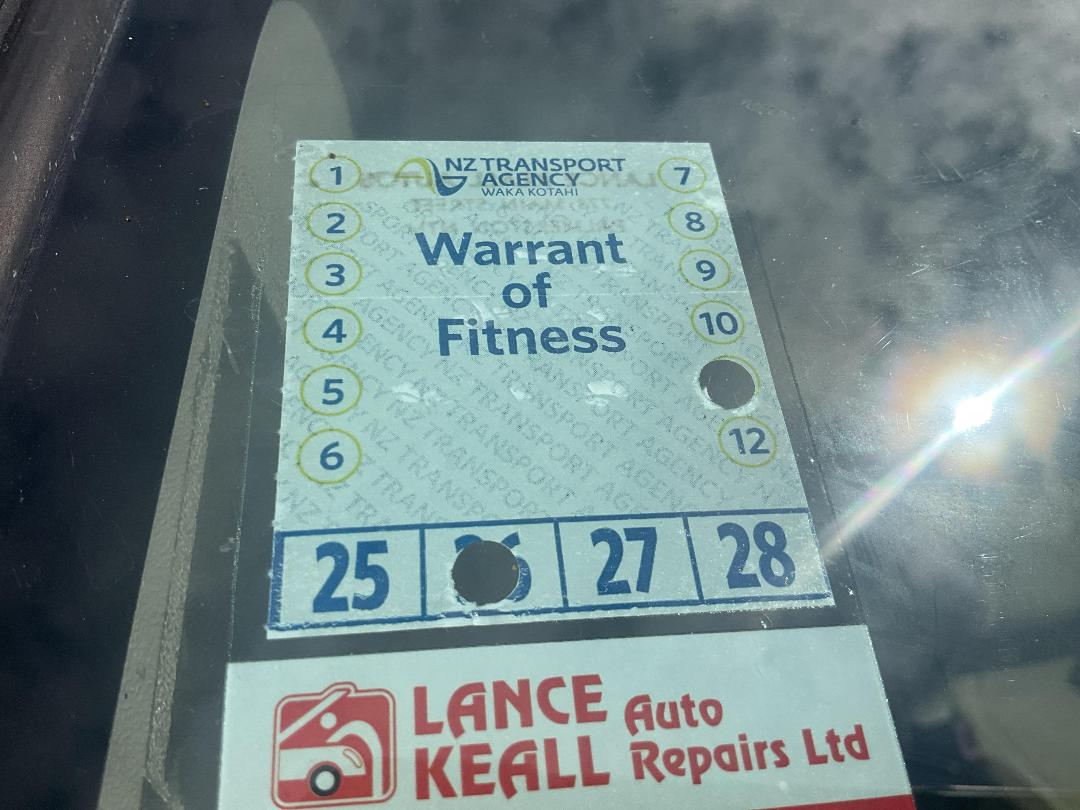 NZ TRANSPORT
AGENCY
WAKA KOTAHI
Warrant
of
Fitness
1
2
3
4
5
6
7
8
9
10
12
25 27 28
LANCE
KEALL
Auto
Repairs Ltd